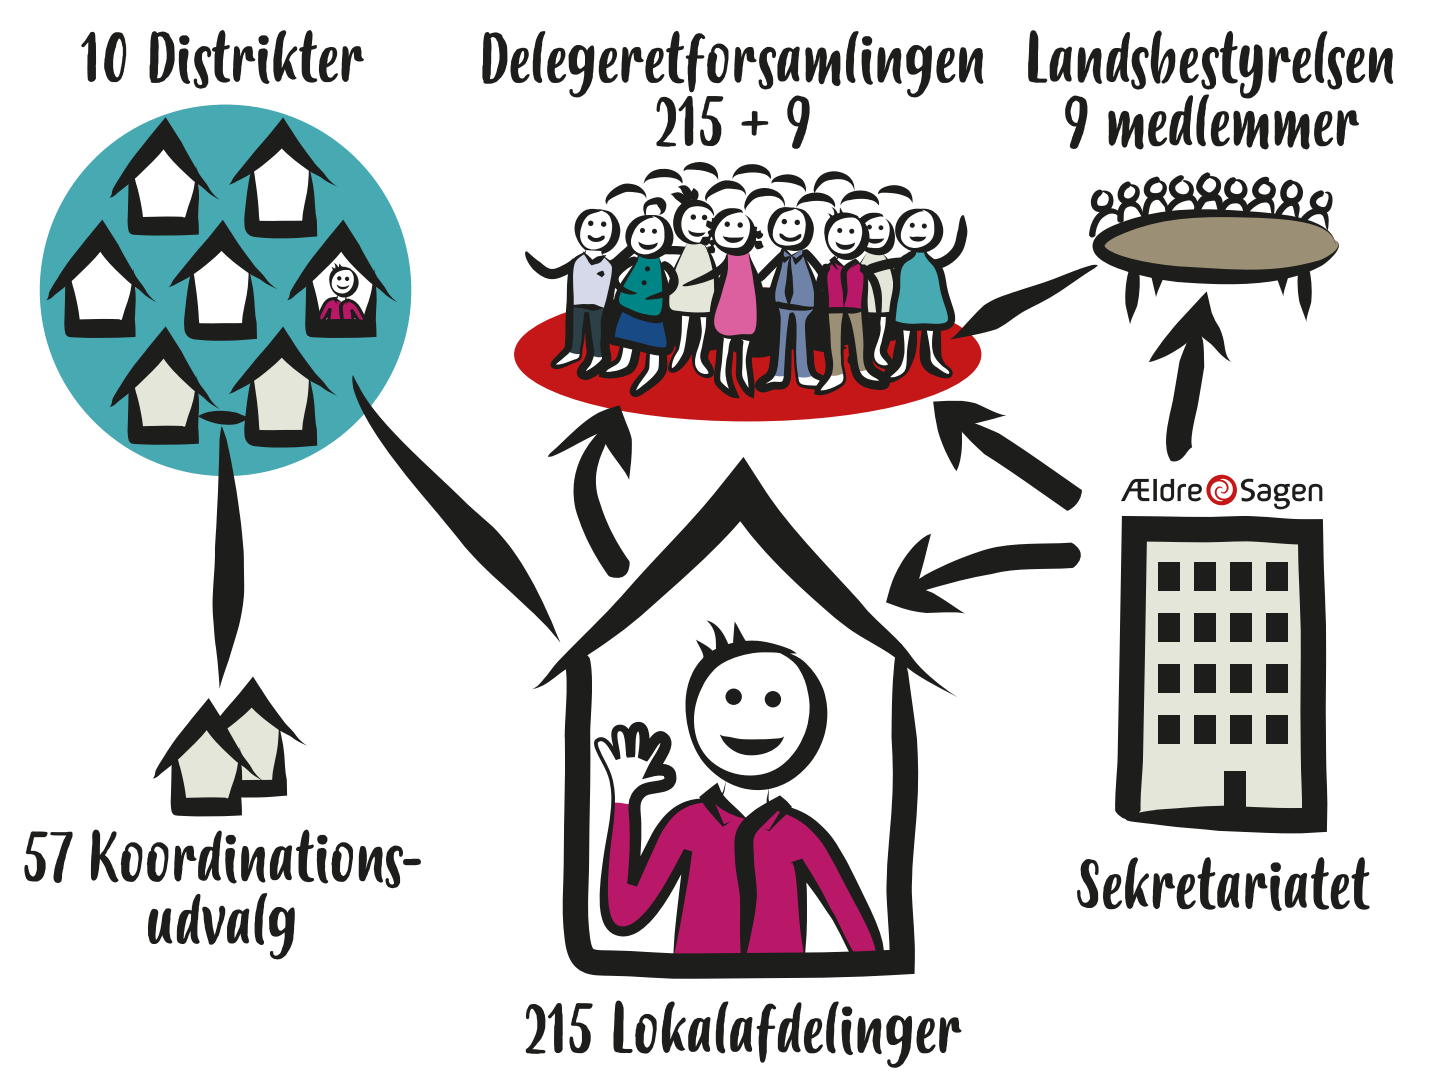 10 Distrikter
Delegeretforsamlingen
215 + 9
Landsbestyrelsen
9 medlemmer
ÆldreSagen
57 Koordinations-
udvalg
Sekretariatet
215 Lokalafdelinger